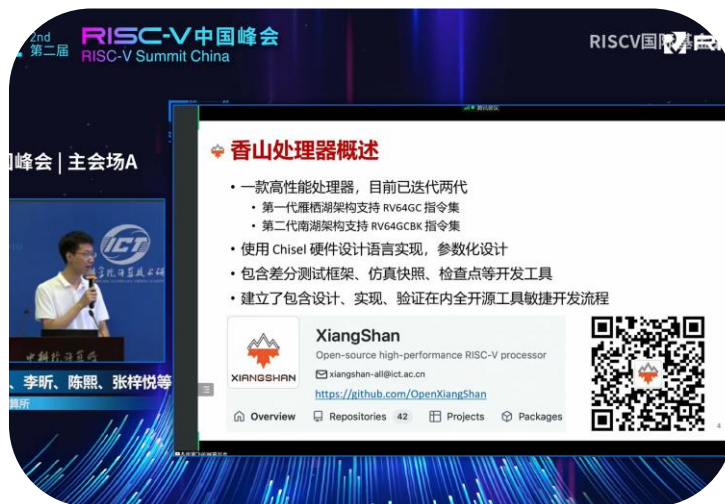 2nd
第二届
RISC-V中国峰会
RISC-V Summit China
峰会 | 主会场A
香山处理器概述
• 一款高性能处理器，目前已迭代两代
• 第一代雁栖湖架构支持 RV64GC 指令集
• 第二代南湖架构支持 RV64GCBK 指令集
• 使用 Chisel 硬件设计语言实现，参数化设计
• 包含差分测试框架、仿真快照、检查点等开发工具
• 建立了包含设计、实现、验证在内全开源工具敏捷开发流程
XIANGSHAN
XiangShan
Open-source high-performance RISC-V processor
xiangshan-all@ict.ac.cn
https://github.com/OpenXiangShan
Overview
Repositories 42
Projects
Packages
4
ICT
、李昕、陈熙、张梓悦等
算所